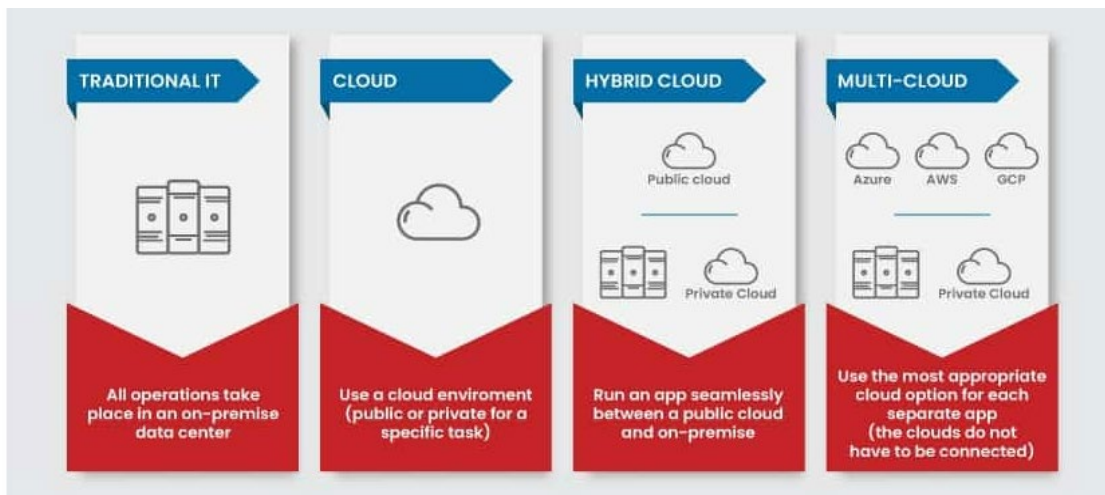 TRADITIONAL IT
All operations take
place in an on-premise
data center
CLOUD
Use a cloud enviroment
(public or private for a
specific task)
HYBRID CLOUD
Public cloud
Private Cloud
Run an app seamlessly
between a public cloud
and on-premise
MULTI-CLOUD
Azure AWS GCP
Private Cloud
Use the most appropriate
cloud option for each
separate app
(the clouds do not
have to be connected)